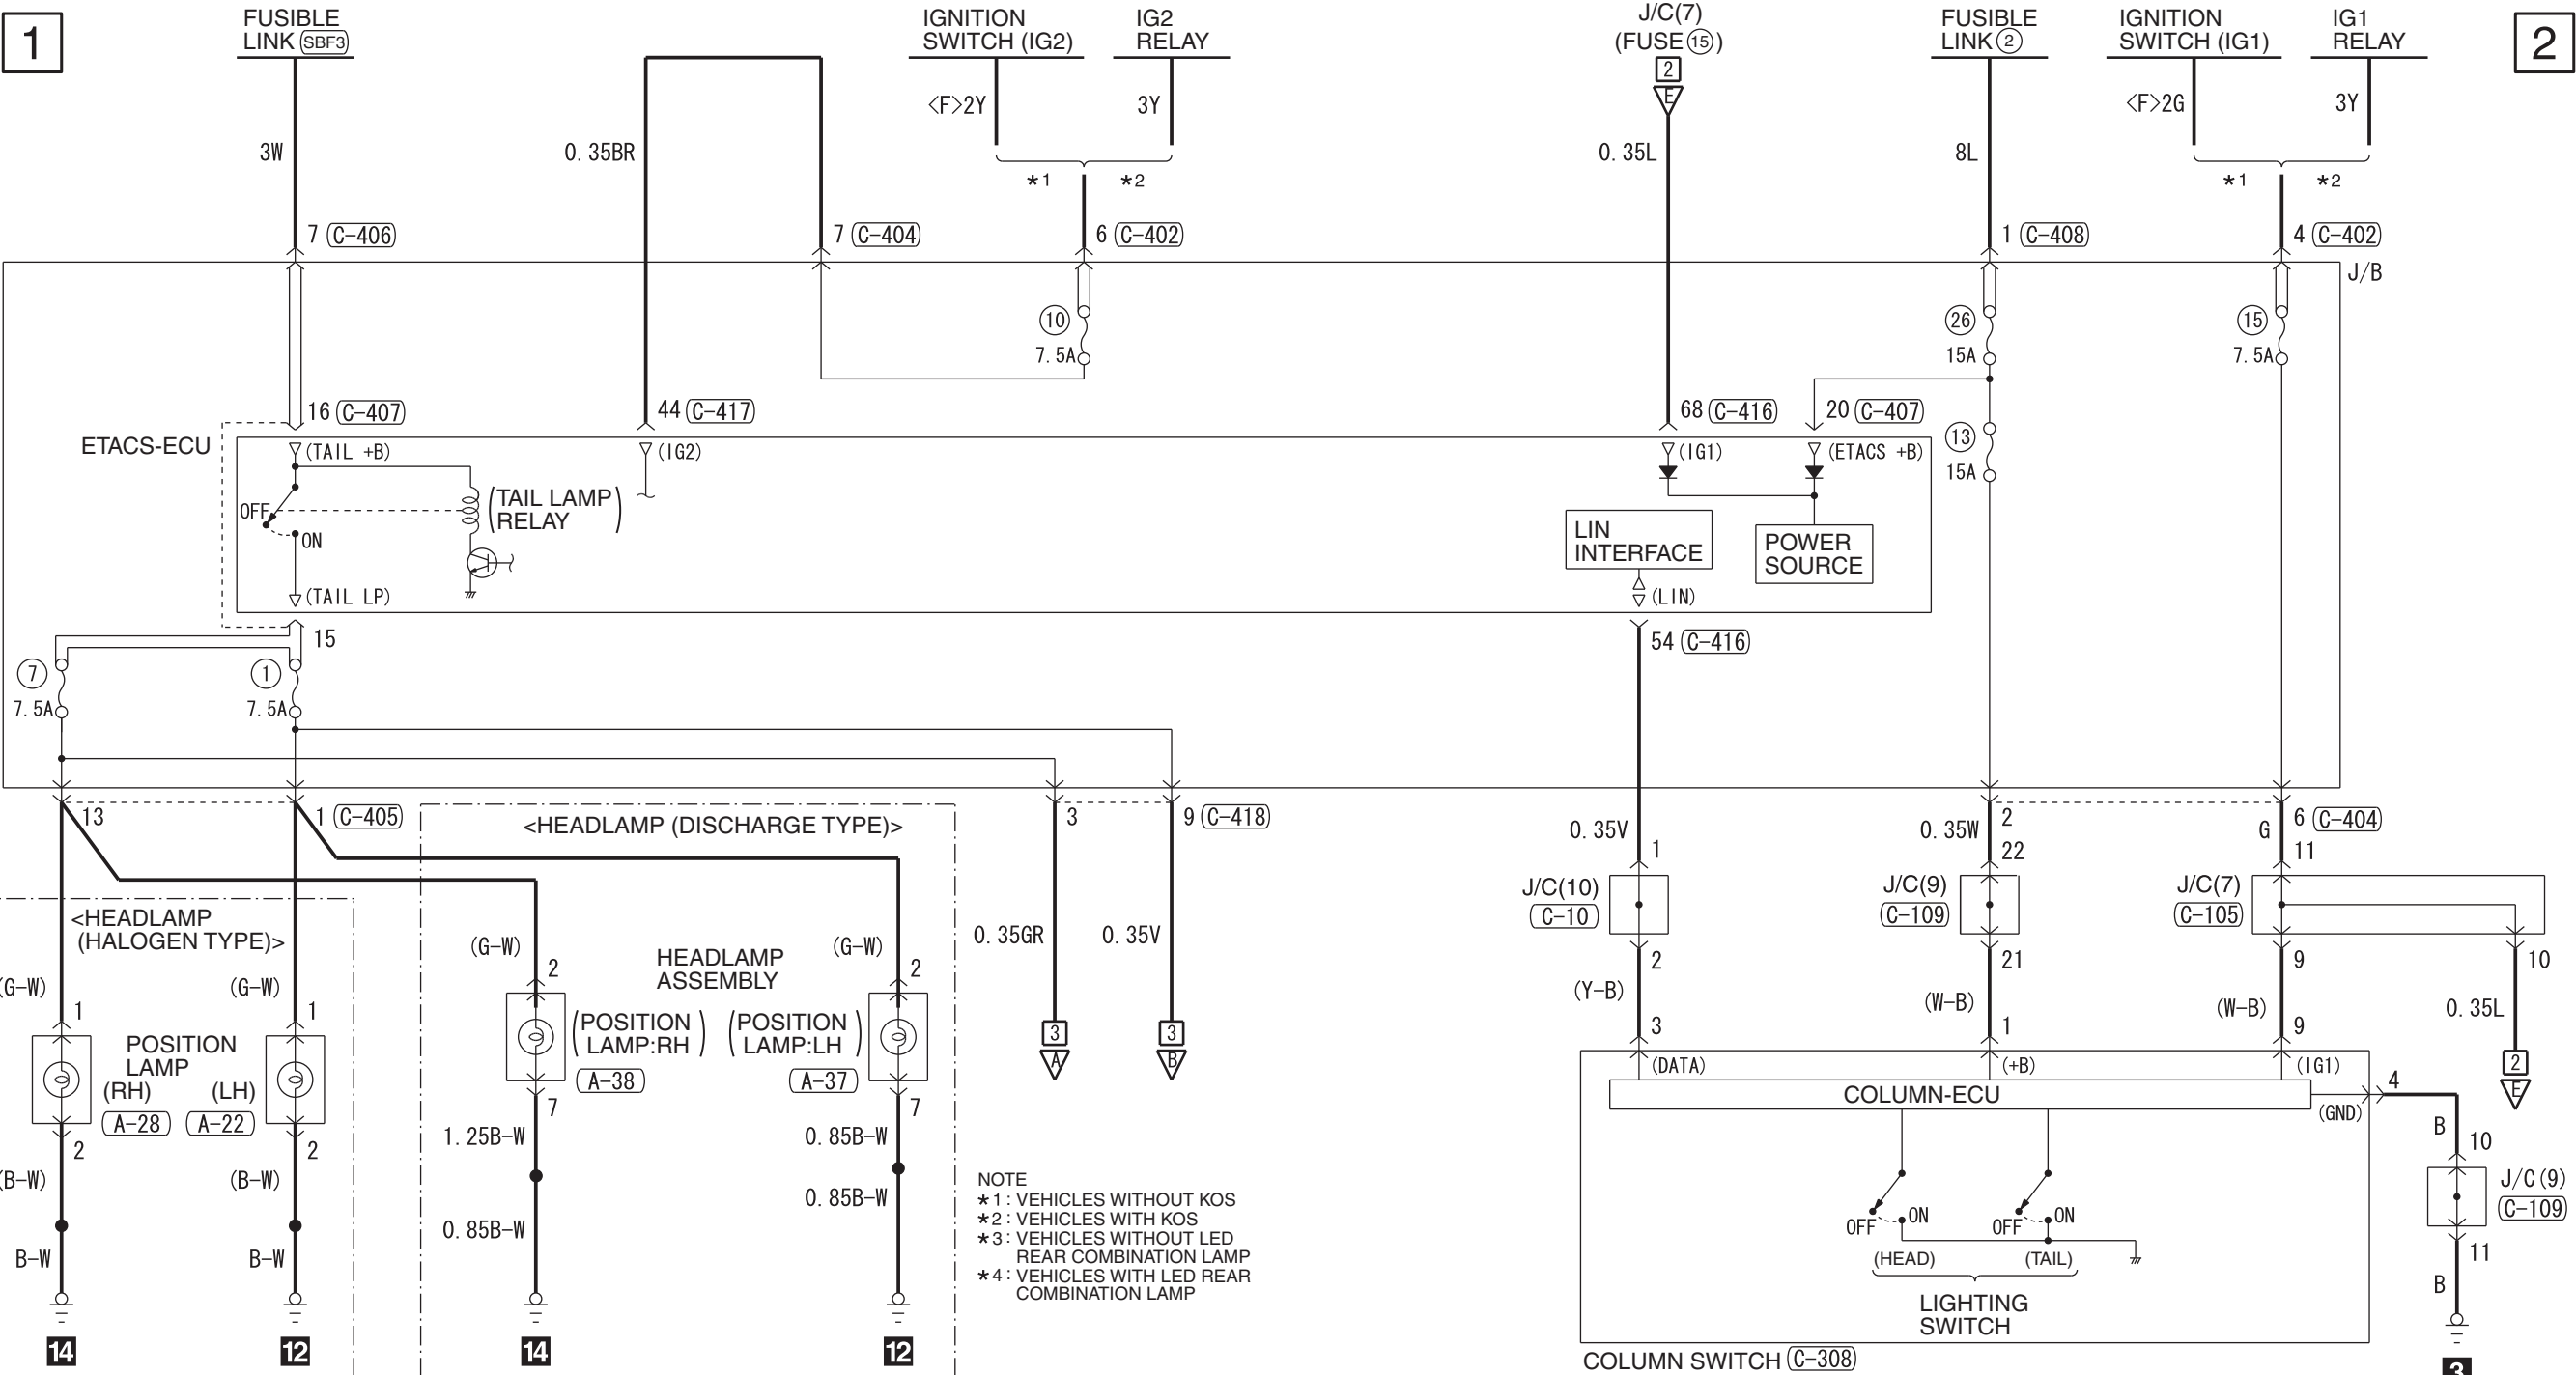 1
FUSIBLE
LINK SBF3
IGNITION
SWITCH (IG2)
IG2
RELAY
J/C(7)
(FUSE 15)
2
E
FUSIBLE
LINK 2
IGNITION
SWITCH (IG1)
IG1
RELAY
2
3W
0.35BR
<F>2Y
3Y
0.35L
8L
<F>2G
3Y
*1
*2
*1
*2
7 C-406
7 C-404
6 C-402
1 C-408
4 C-402
J/B
10
7.5A
26
15A
15
7.5A
16 C-407
44 C-417
68 C-416
20 C-407
13
15A
ETACS-ECU
(TAIL +B)
(IG2)
(IG1)
(ETACS +B)
OFF
ON
(TAIL LAMP
RELAY)
LIN
INTERFACE
POWER
SOURCE
(TAIL LP)
(LIN)
15
54 C-416
7
7.5A
1
7.5A
13
1 C-405
<HEADLAMP (DISCHARGE TYPE)>
3
9 C-418
0.35V
1
0.35W
2
22
G
6 C-404
11
J/C(10)
C-10
J/C(9)
C-109
J/C(7)
C-105
<HEADLAMP
(HALOGEN TYPE)>
(G-W)
HEADLAMP
ASSEMBLY
(G-W)
0.35GR
0.35V
2
21
9
10
(G-W)
(G-W)
2
2
(Y-B)
(W-B)
(W-B)
0.35L
1
1
3
1
9
POSITION
LAMP
(RH)
(LH)
A-28
A-22
(POSITION
LAMP:RH)
A-38
(POSITION
LAMP:LH)
A-37
3
A
3
B
(DATA)
(+B)
(IG1)
2
E
COLUMN-ECU
4
(GND)
2
2
7
7
1.25B-W
0.85B-W
B
10
(B-W)
(B-W)
0.85B-W
0.85B-W
J/C(9)
C-109
NOTE
*1: VEHICLES WITHOUT KOS
*2: VEHICLES WITH KOS
*3: VEHICLES WITHOUT LED
REAR COMBINATION LAMP
*4: VEHICLES WITH LED REAR
COMBINATION LAMP
OFF
ON
OFF
ON
(HEAD)
(TAIL)
11
B-W
B-W
B
LIGHTING
SWITCH
14
12
14
12
COLUMN SWITCH C-308
3